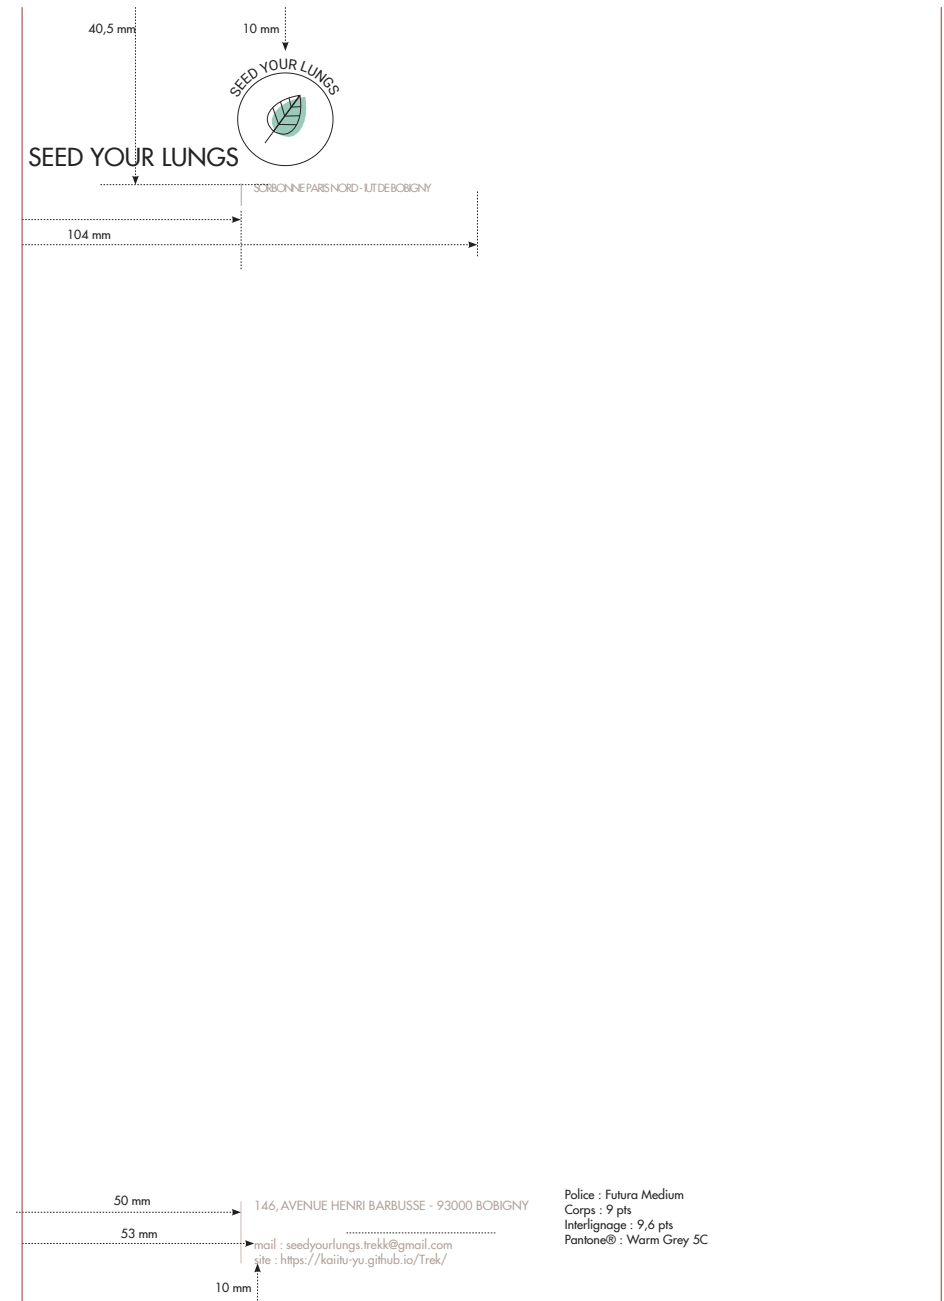 40,5 mm
10 mm
SEED YOUR LUNGS
SEED YOUR LUNGS
SORBONNE PARIS NORD - IUT DE BOBIGNY
104 mm
50 mm
146, AVENUE HENRI BARBUSSE - 93000 BOBIGNY
53 mm
mail : seedyourlungs.trekk@gmail.com
site : https://kaiitu-yu.github.io/Trek/
10 mm
Police : Futura Medium
Corps : 9 pts
Interlignage : 9,6 pts
Pantone® : Warm Grey 5C